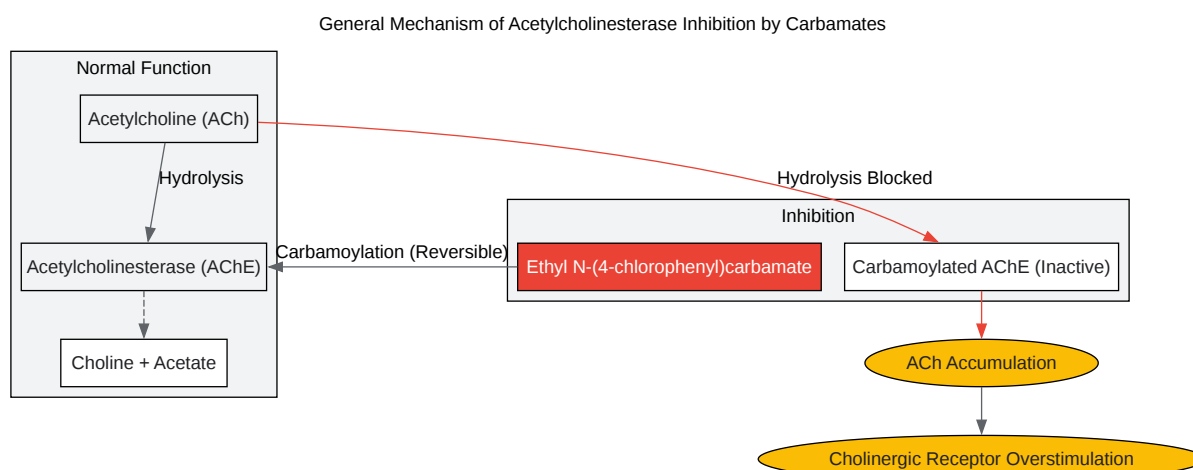 General Mechanism of Acetylcholinesterase Inhibition by Carbamates
Normal Function
Acetylcholine (ACh)
Hydrolysis
Hydrolysis Blocked
Inhibition
Acetylcholinesterase (AChE)
Carbamoylation (Reversible)
Ethyl N-(4-chlorophenyl)carbamate
Carbamoylated AChE (Inactive)
Choline + Acetate
ACh Accumulation
Cholinergic Receptor Overstimulation